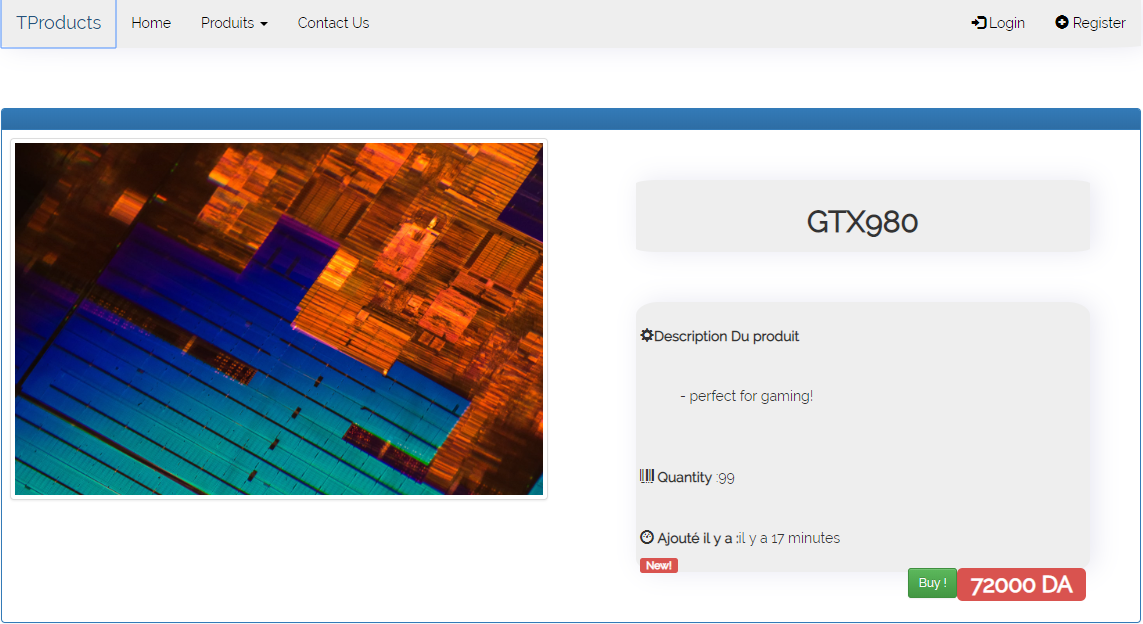 TProducts Home Produits Contact Us Login Register
GTX980
Description Du produit
- perfect for gaming!
Quantity :99
Ajouté il y a :il y a 17 minutes
New!
Buy ! 72000 DA